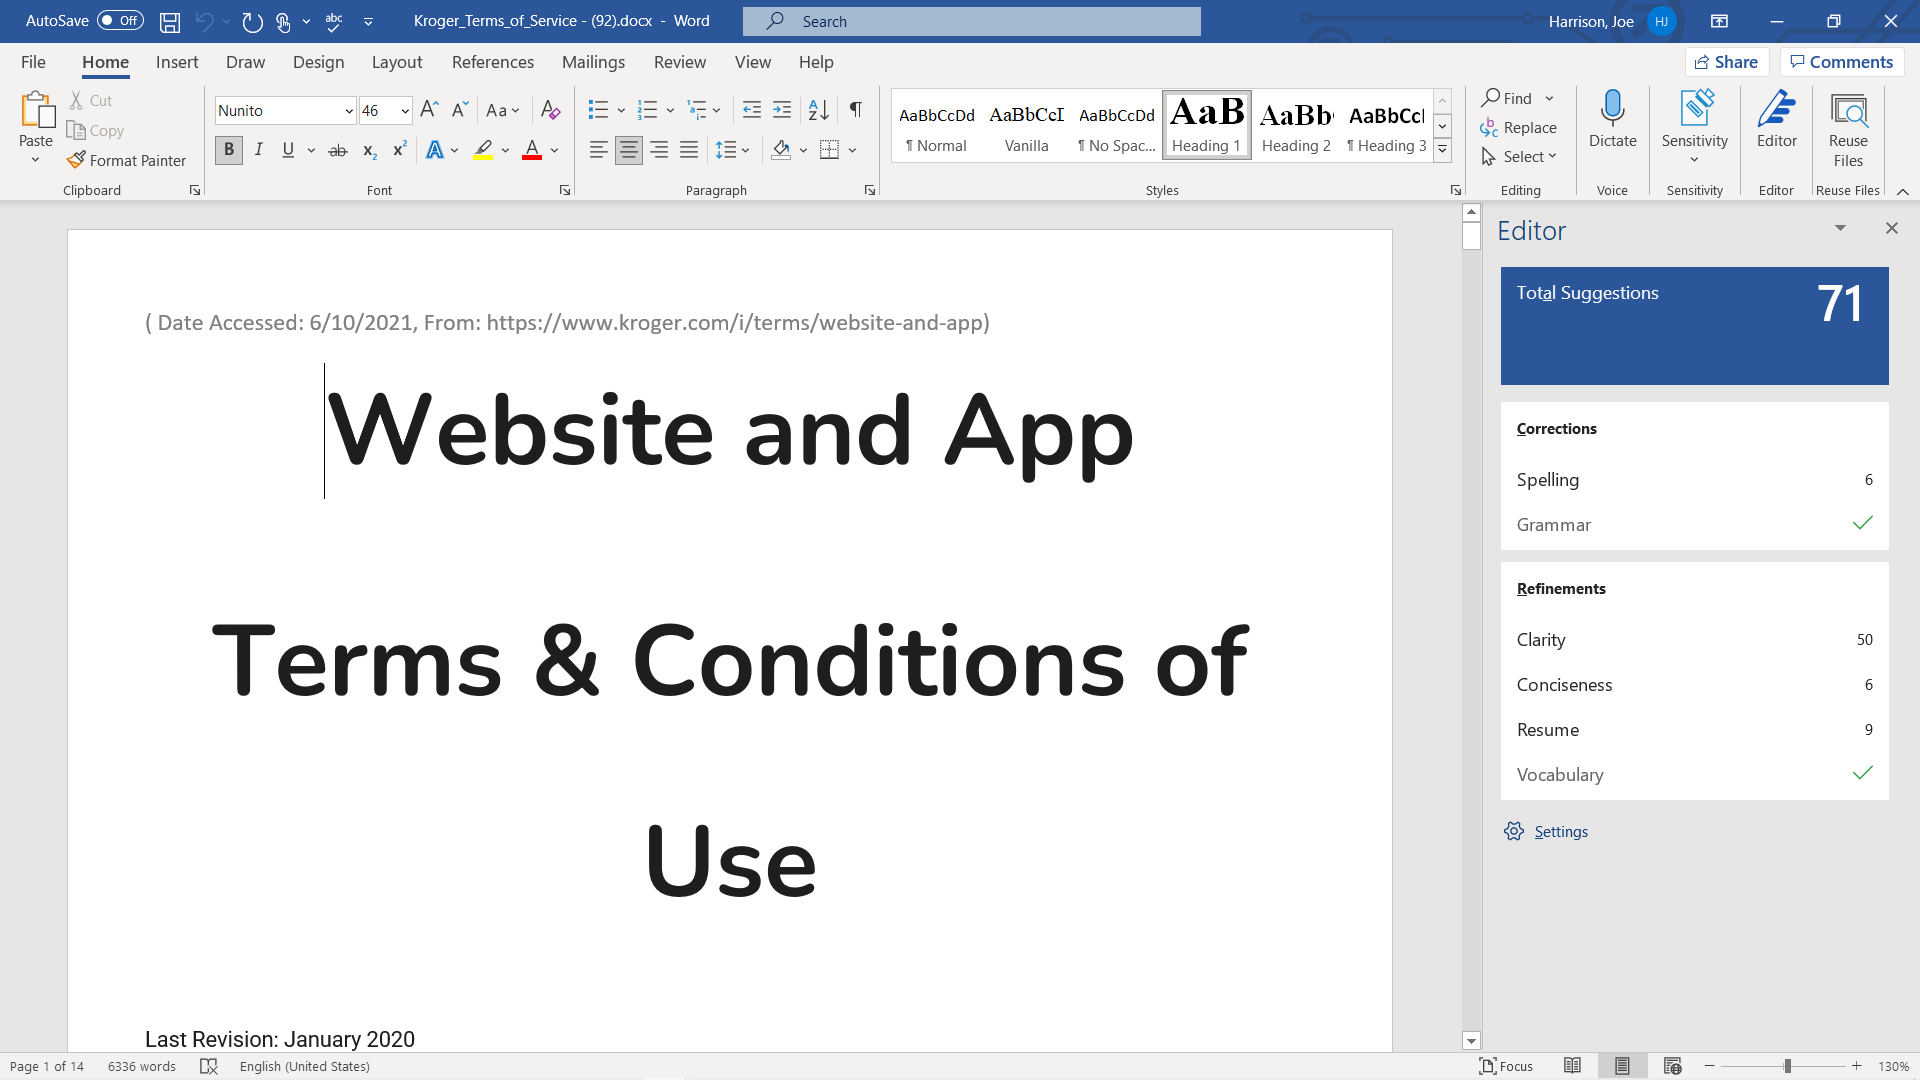 AutoSave Off abc Kroger_Terms_of_Service - (92).docx - Word Search Harrison, Joe HJ
File Home Insert Draw Design Layout References Mailings Review View Help Share Comments
Paste Cut Copy Format Painter
Clipboard
Nunito 46 A A Aa A
B I U ab x2 x2 A A
Font
Paragraph
AaBbCcDd AaBbCcI AaBbCcDd AaB AaBb AaBbCcI
¶ Normal Vanilla ¶ No Spac... Heading 1 Heading 2 ¶ Heading 3
Styles
Find
Replace
Select
Editing
Dictate
Voice
Sensitivity
Sensitivity
Editor
Editor
Reuse
Files
Reuse Files
( Date Accessed: 6/10/2021, From: https://www.kroger.com/i/terms/website-and-app)
Website and App
Terms & Conditions of
Use
Last Revision: January 2020
Editor
Total Suggestions 71
Corrections
Spelling 6
Grammar
Refinements
Clarity 50
Conciseness 6
Resume 9
Vocabulary
Settings
Page 1 of 14 6336 words English (United States) Focus 130%